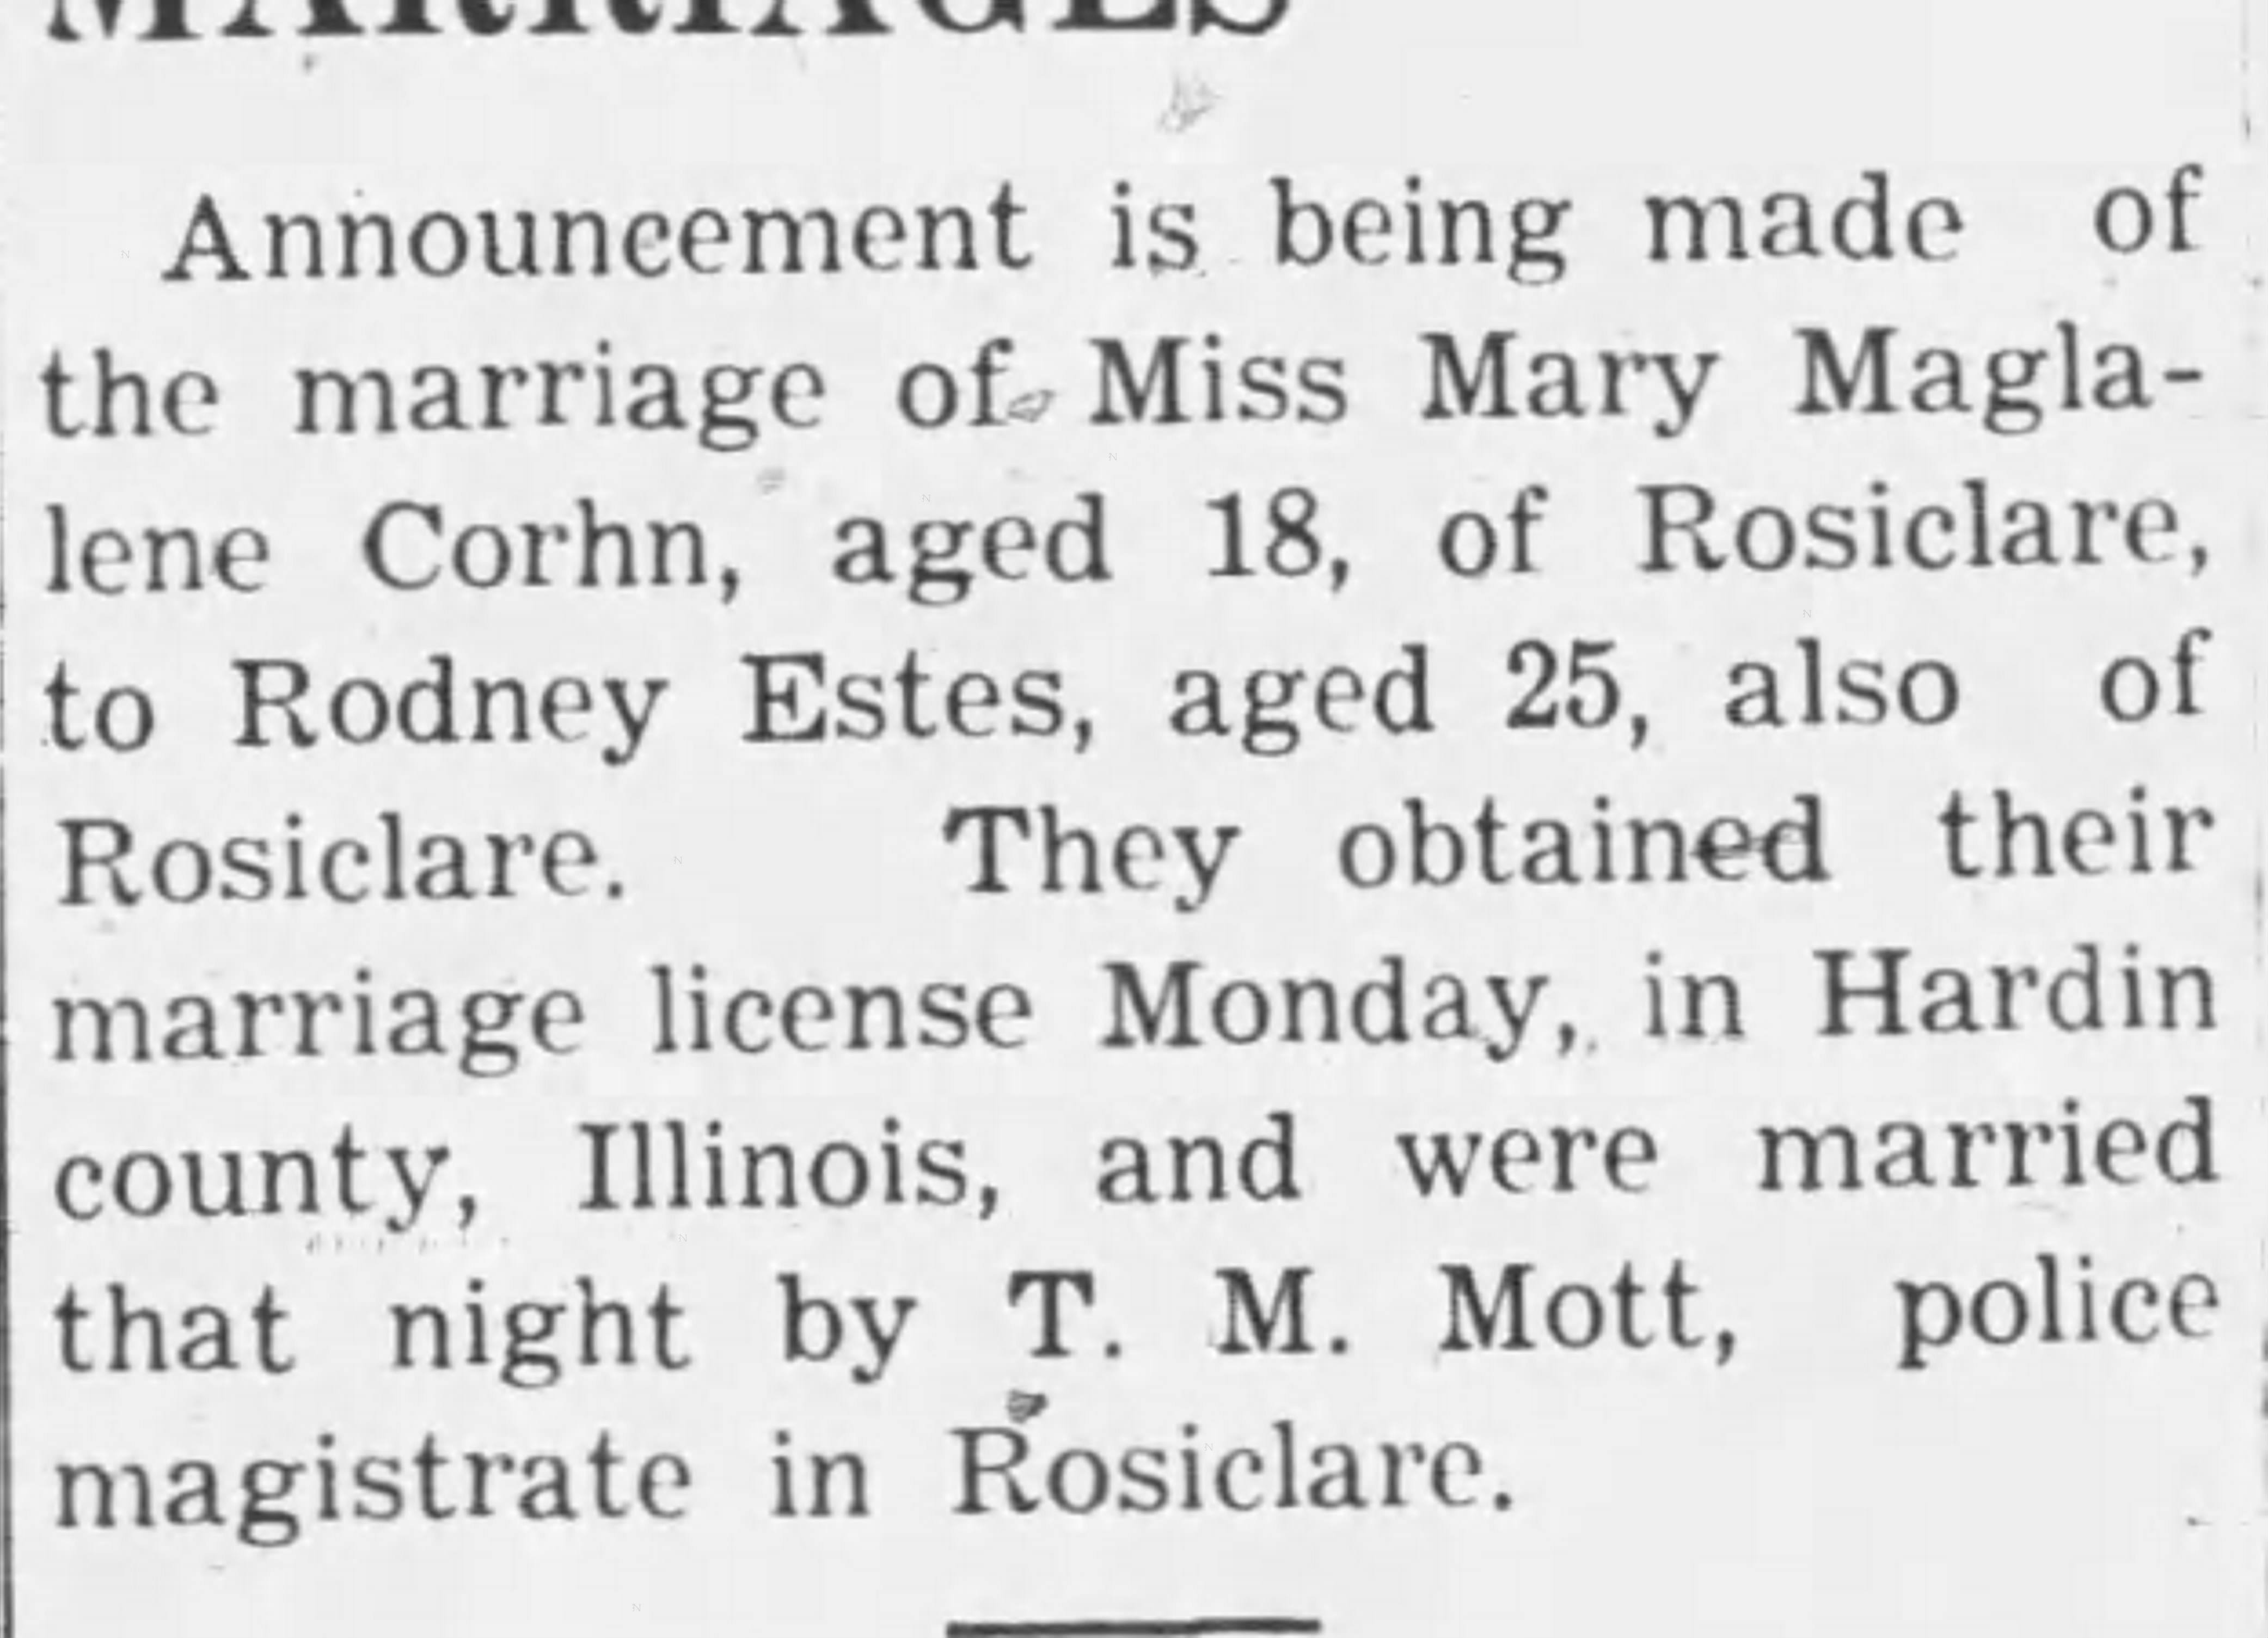 MARRIAGES
Announcement is being made of
the marriage of Miss Mary Magla-
lene Corhn, aged 18, of Rosiclare,
to Rodney Estes, aged 25, also of
Rosiclare. They obtained their
marriage license Monday, in Hardin
county, Illinois, and were married
that night by T. M. Mott, police
magistrate in Rosiclare.